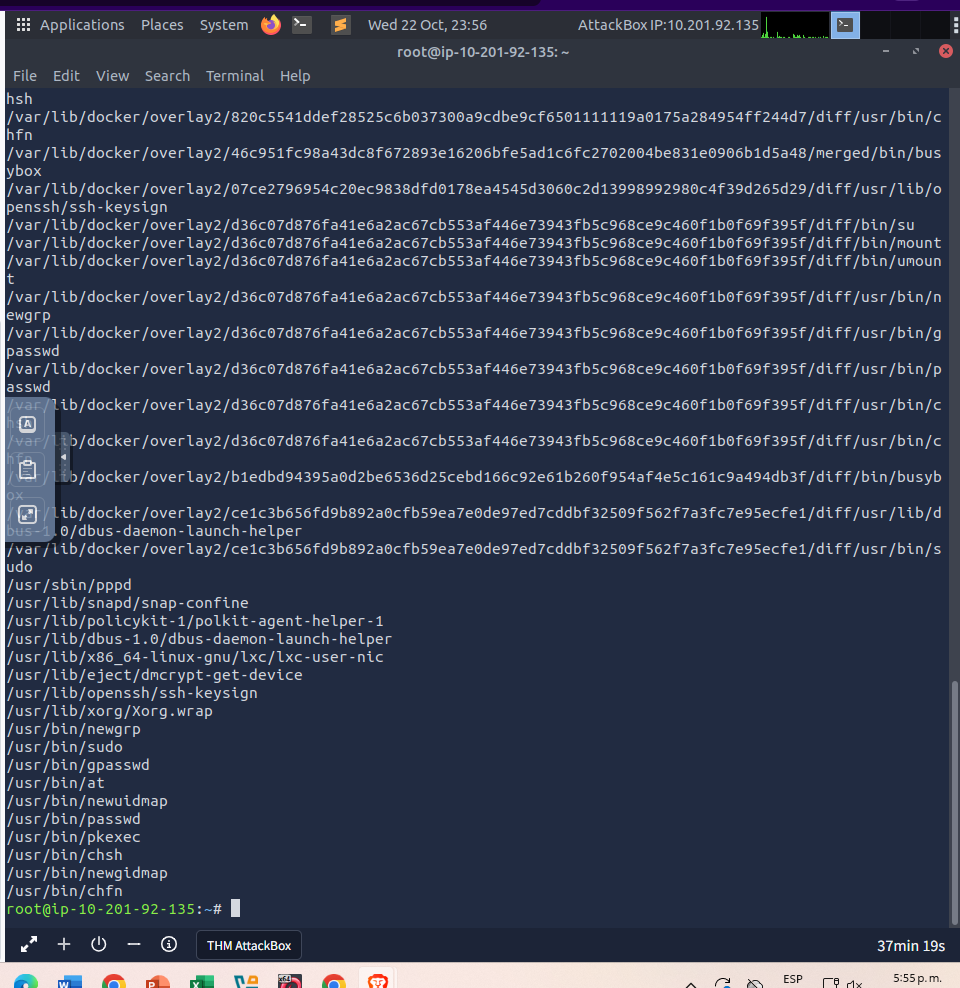 Applications Places System Wed 22 Oct, 23:56 AttackBox IP:10.201.92.135
root@ip-10-201-92-135: ~
File Edit View Search Terminal Help
hsh
/var/lib/docker/overlay2/820c5541ddef28525c6b037300a9cdbe9cf6501111119a0175a284954ff244d7/diff/usr/bin/c
hfn
/var/lib/docker/overlay2/46c951fc98a43dc8f672893e16206bfe5ad1c6fc2702004be831e0906b1d5a48/merged/bin/bus
ybox
/var/lib/docker/overlay2/07ce2796954c20ec9838dfd0178ea4545d3060c2d13998992980c4f39d265d29/diff/usr/lib/o
penssh/ssh-keysign
/var/lib/docker/overlay2/d36c07d876fa41e6a2ac67cb553af446e73943fb5c968ce9c460f1b0f69f395f/diff/bin/su
/var/lib/docker/overlay2/d36c07d876fa41e6a2ac67cb553af446e73943fb5c968ce9c460f1b0f69f395f/diff/bin/mount
/var/lib/docker/overlay2/d36c07d876fa41e6a2ac67cb553af446e73943fb5c968ce9c460f1b0f69f395f/diff/bin/umoun
t
/var/lib/docker/overlay2/d36c07d876fa41e6a2ac67cb553af446e73943fb5c968ce9c460f1b0f69f395f/diff/usr/bin/n
ewgrp
/var/lib/docker/overlay2/d36c07d876fa41e6a2ac67cb553af446e73943fb5c968ce9c460f1b0f69f395f/diff/usr/bin/g
passwd
/var/lib/docker/overlay2/d36c07d876fa41e6a2ac67cb553af446e73943fb5c968ce9c460f1b0f69f395f/diff/usr/bin/p
asswd
/var/lib/docker/overlay2/d36c07d876fa41e6a2ac67cb553af446e73943fb5c968ce9c460f1b0f69f395f/diff/usr/bin/c
/var/lib/docker/overlay2/d36c07d876fa41e6a2ac67cb553af446e73943fb5c968ce9c460f1b0f69f395f/diff/usr/bin/c
hfn
/var/lib/docker/overlay2/b1edbd94395a0d2be6536d25cebd166c92e61b260f954af4e5c161c9a494db3f/diff/bin/busyb
ox
/var/lib/docker/overlay2/ce1c3b656fd9b892a0cfb59ea7e0de97ed7cddbf32509f562f7a3fc7e95ecfe1/diff/usr/lib/d
bus-1.0/dbus-daemon-launch-helper
/var/lib/docker/overlay2/ce1c3b656fd9b892a0cfb59ea7e0de97ed7cddbf32509f562f7a3fc7e95ecfe1/diff/usr/bin/s
udo
/usr/sbin/pppd
/usr/lib/snapd/snap-confine
/usr/lib/policykit-1/polkit-agent-helper-1
/usr/lib/dbus-1.0/dbus-daemon-launch-helper
/usr/lib/x86_64-linux-gnu/lxc/lxc-user-nic
/usr/lib/eject/dmcrypt-get-device
/usr/lib/openssh/ssh-keysign
/usr/lib/xorg/Xorg.wrap
/usr/bin/newgrp
/usr/bin/sudo
/usr/bin/gpasswd
/usr/bin/at
/usr/bin/newuidmap
/usr/bin/passwd
/usr/bin/pkexec
/usr/bin/chsh
/usr/bin/newgidmap
/usr/bin/chfn
root@ip-10-201-92-135:~#
THM AttackBox 37min 19s
ESP 5:55 p. m.